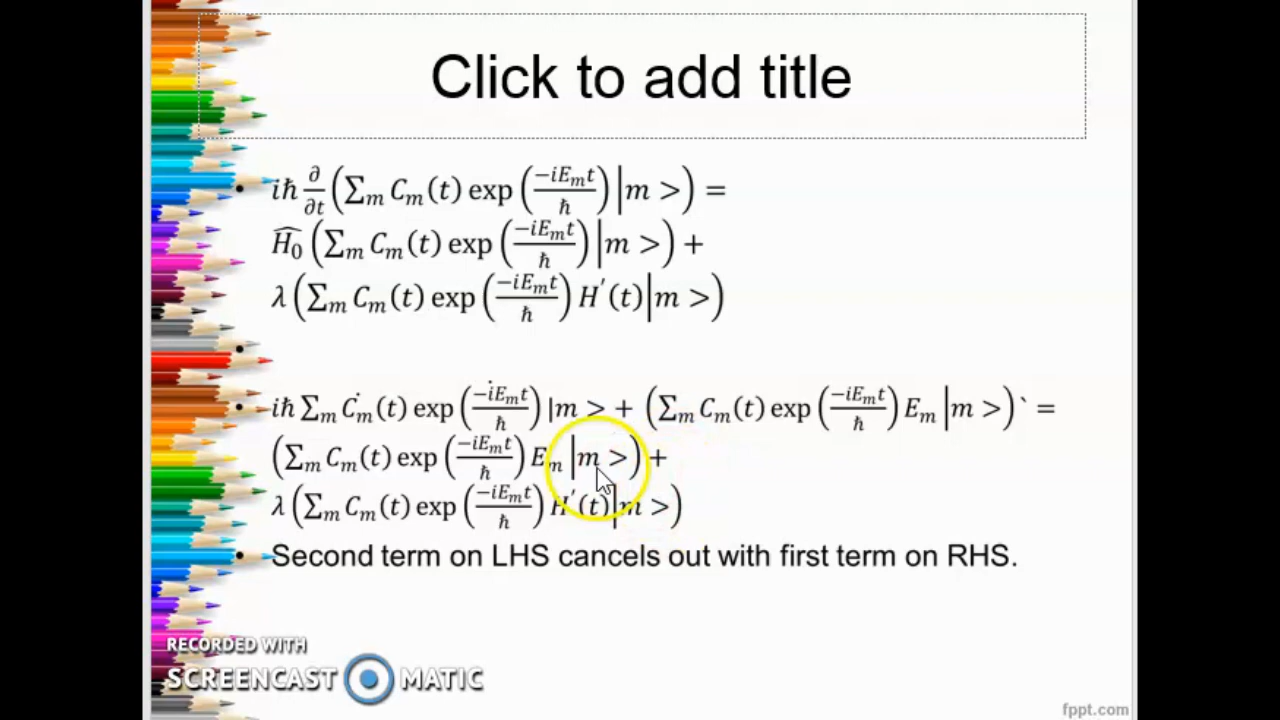 Click to add title
• iħ ∂/∂t (∑ₘ Cₘ(t) exp (−iEₘt/ħ) |m >) =
Ĥ₀ (∑ₘ Cₘ(t) exp (−iEₘt/ħ) |m >) +
λ (∑ₘ Cₘ(t) exp (−iEₘt/ħ) H′(t)|m >)
•
• iħ ∑ₘ Ċₘ(t) exp (−iEₘt/ħ) |m > + (∑ₘ Cₘ(t) exp (−iEₘt/ħ) Eₘ |m >)` =
(∑ₘ Cₘ(t) exp (−iEₘt/ħ) Eₘ |m >) +
λ (∑ₘ Cₘ(t) exp (−iEₘt/ħ) H′(t)|m >)
• Second term on LHS cancels out with first term on RHS.
RECORDED WITH
SCREENCAST MATIC
fppt.com